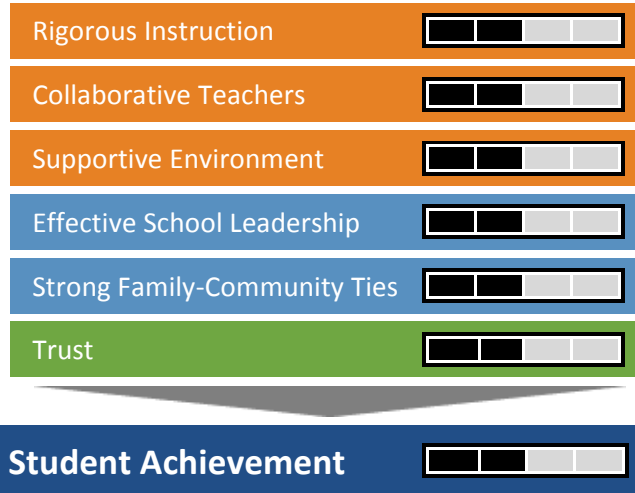 Rigorous Instruction
Collaborative Teachers
Supportive Environment
Effective School Leadership
Strong Family-Community Ties
Trust
Student Achievement